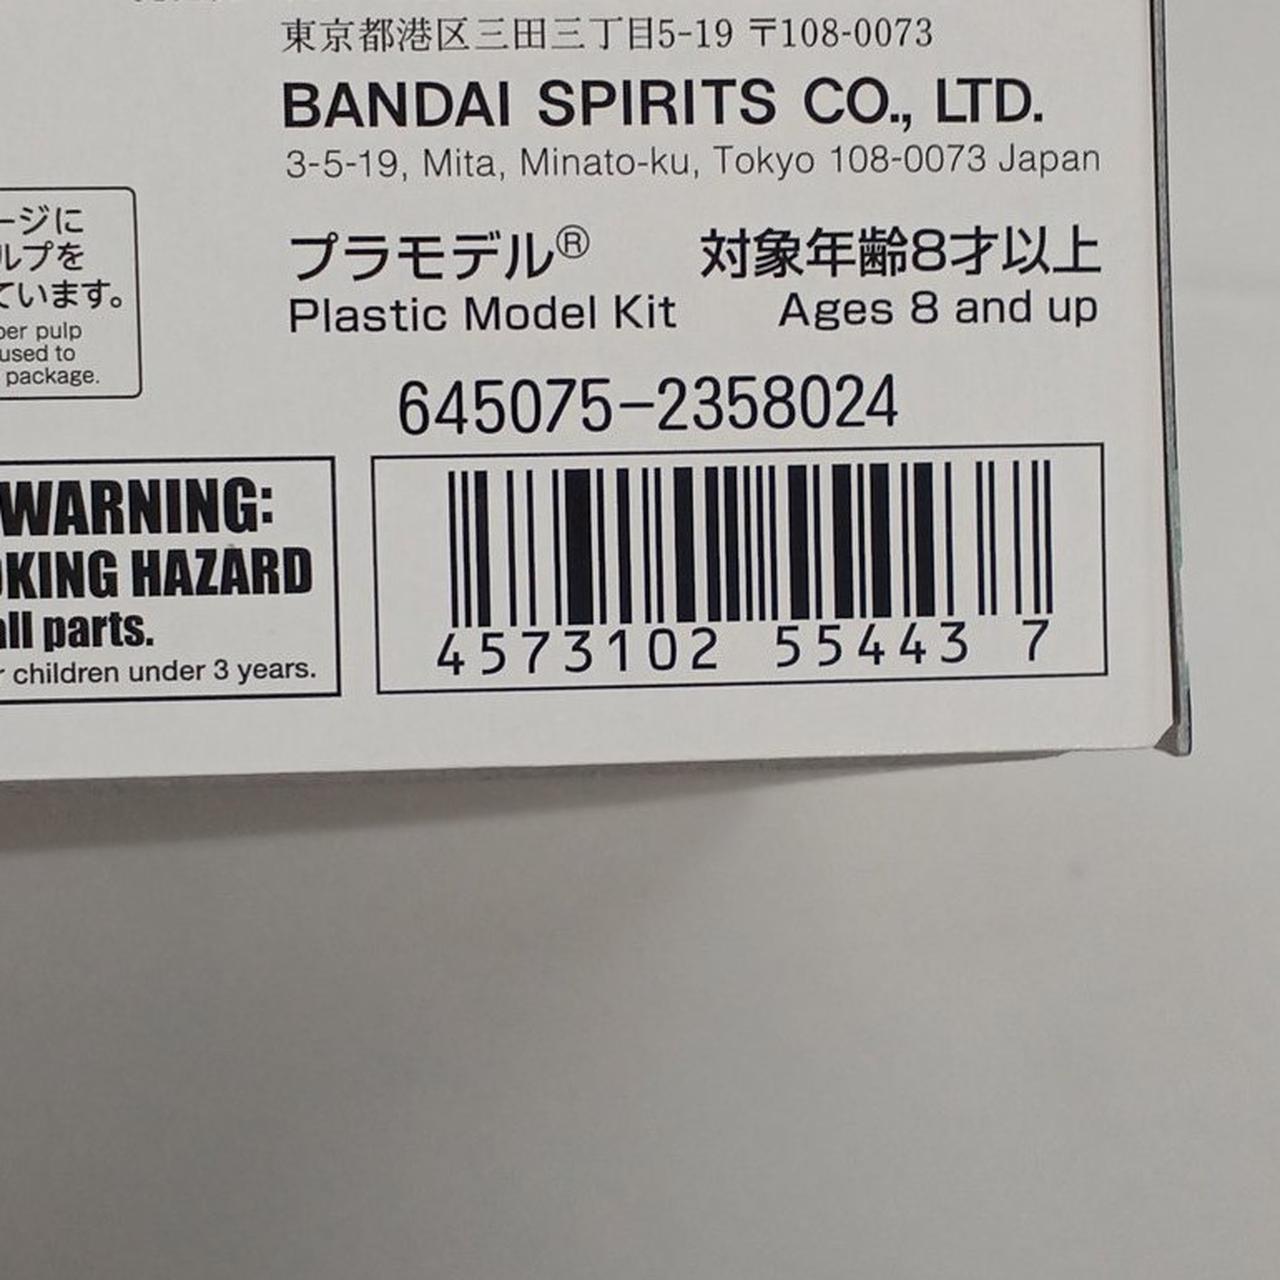 東京都港区三田三丁目5-19 〒108-0073
BANDAI SPIRITS CO., LTD.
3-5-19, Mita, Minato-ku, Tokyo 108-0073 Japan
ージに
ルプを
ています。
per pulp
used to
package.
プラモデル® 対象年齢8才以上
Plastic Model Kit Ages 8 and up
645075-2358024
WARNING:
OKING HAZARD
all parts.
r children under 3 years.
4573102 55443 7